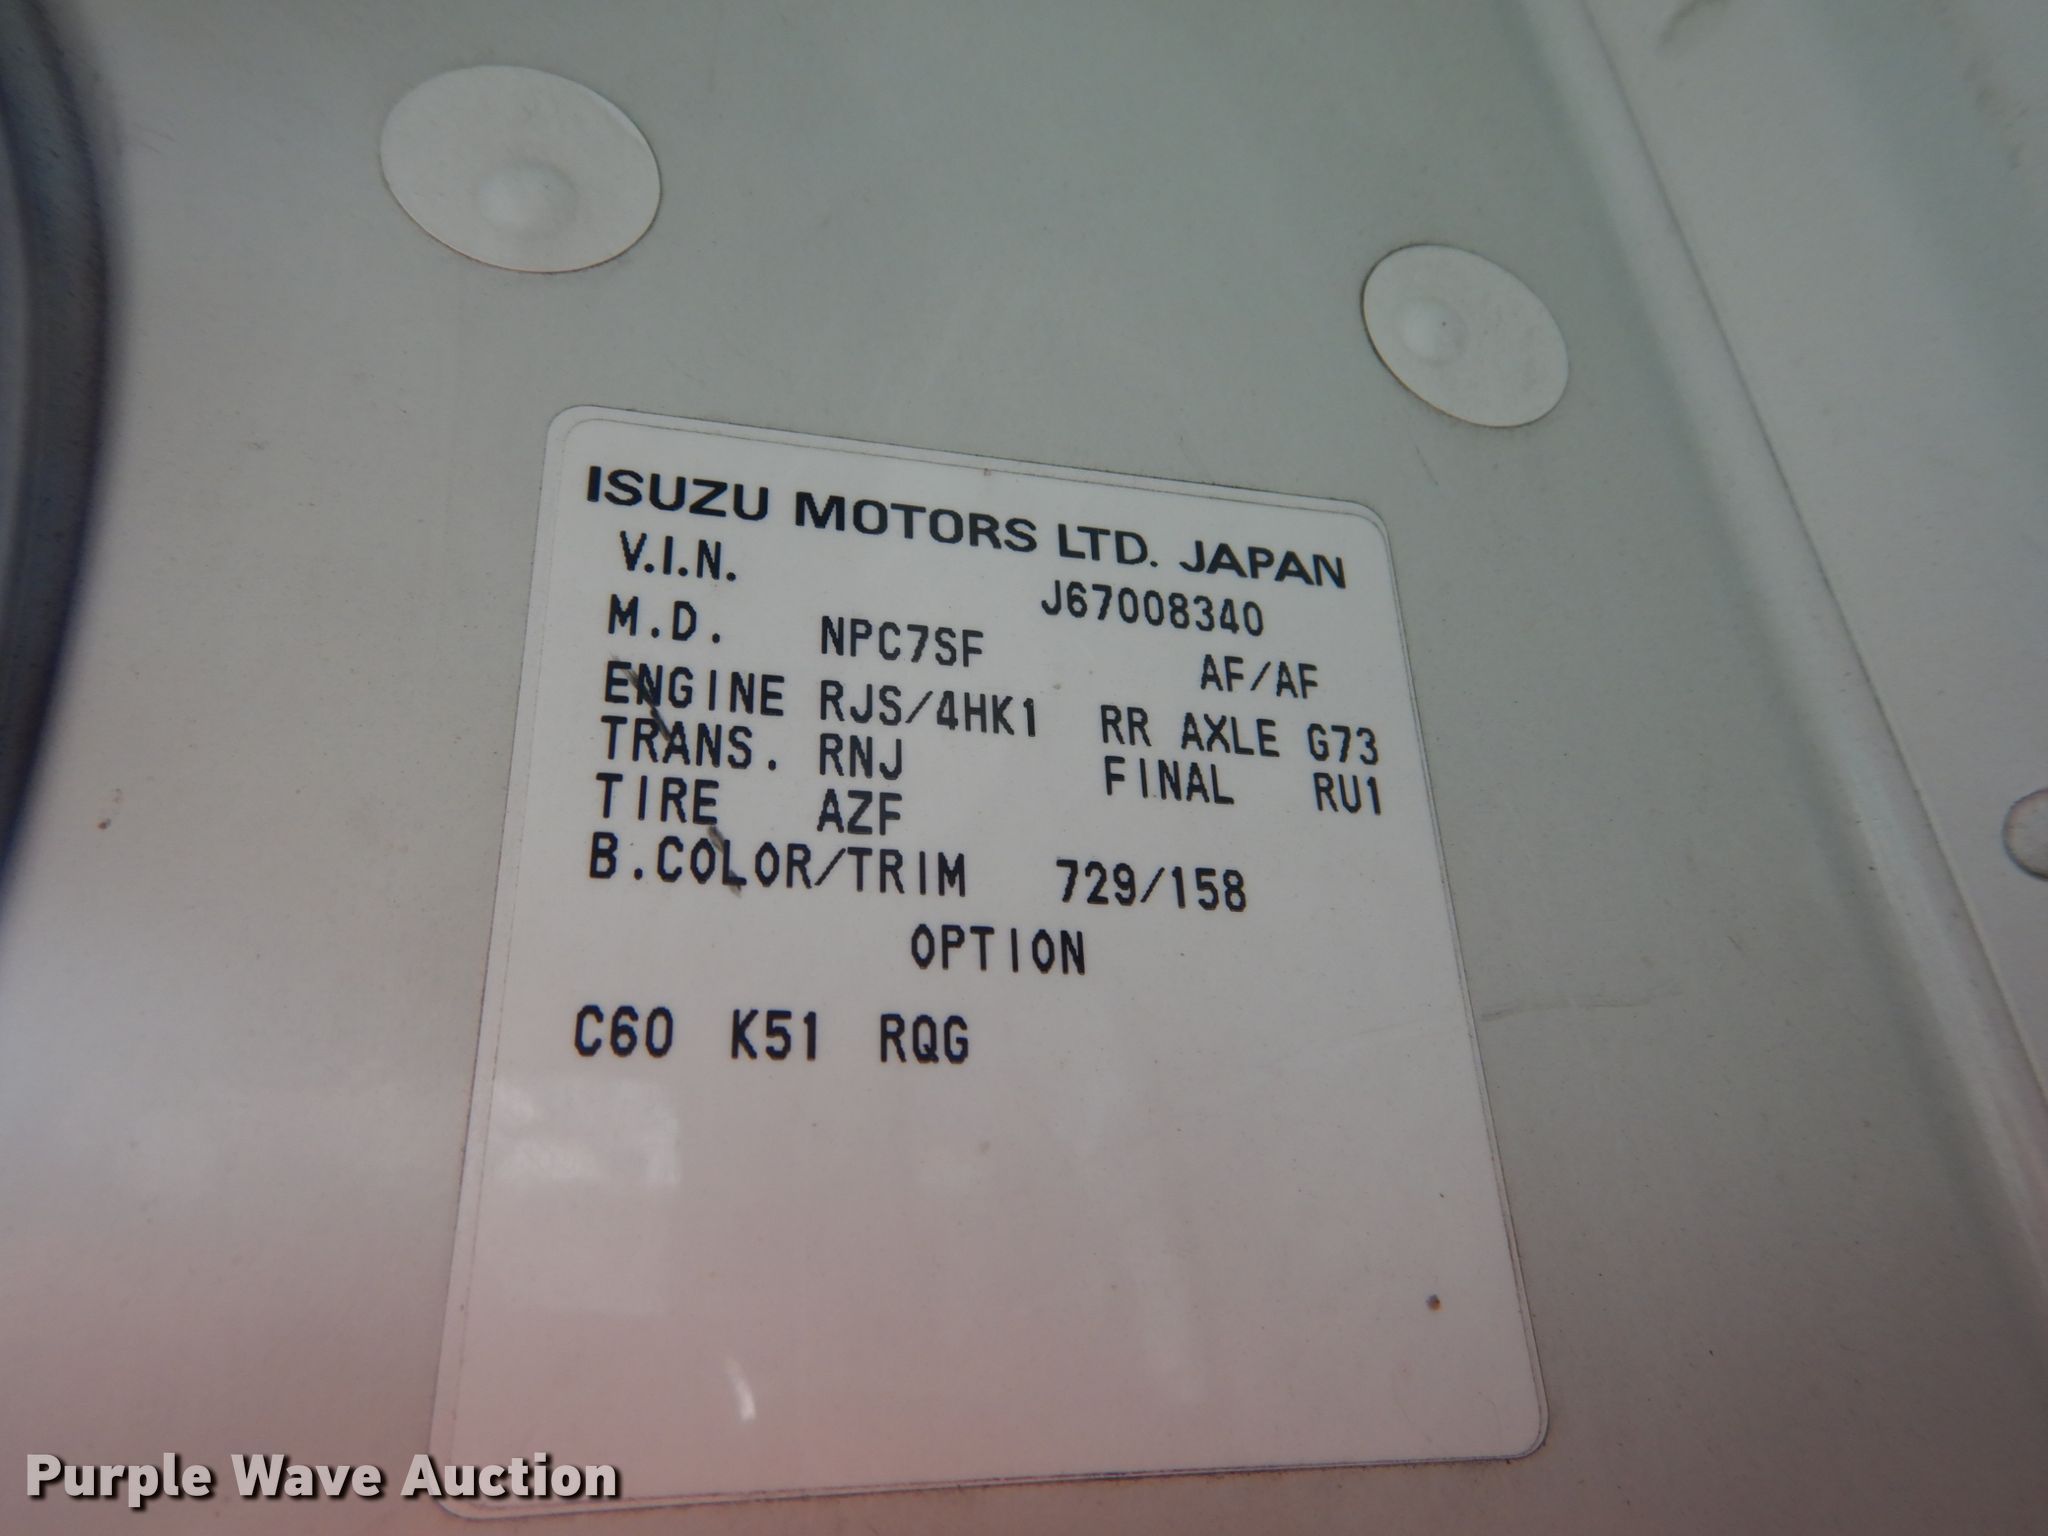 ISUZU MOTORS LTD. JAPAN
V.I.N. J67008340
M.D. NPC7SF AF/AF
ENGINE RJS/4HK1 RR AXLE G73
TRANS. RNJ FINAL RU1
TIRE AZF
B.COLOR/TRIM 729/158
OPTION
C60 K51 RQG
Purple Wave Auction